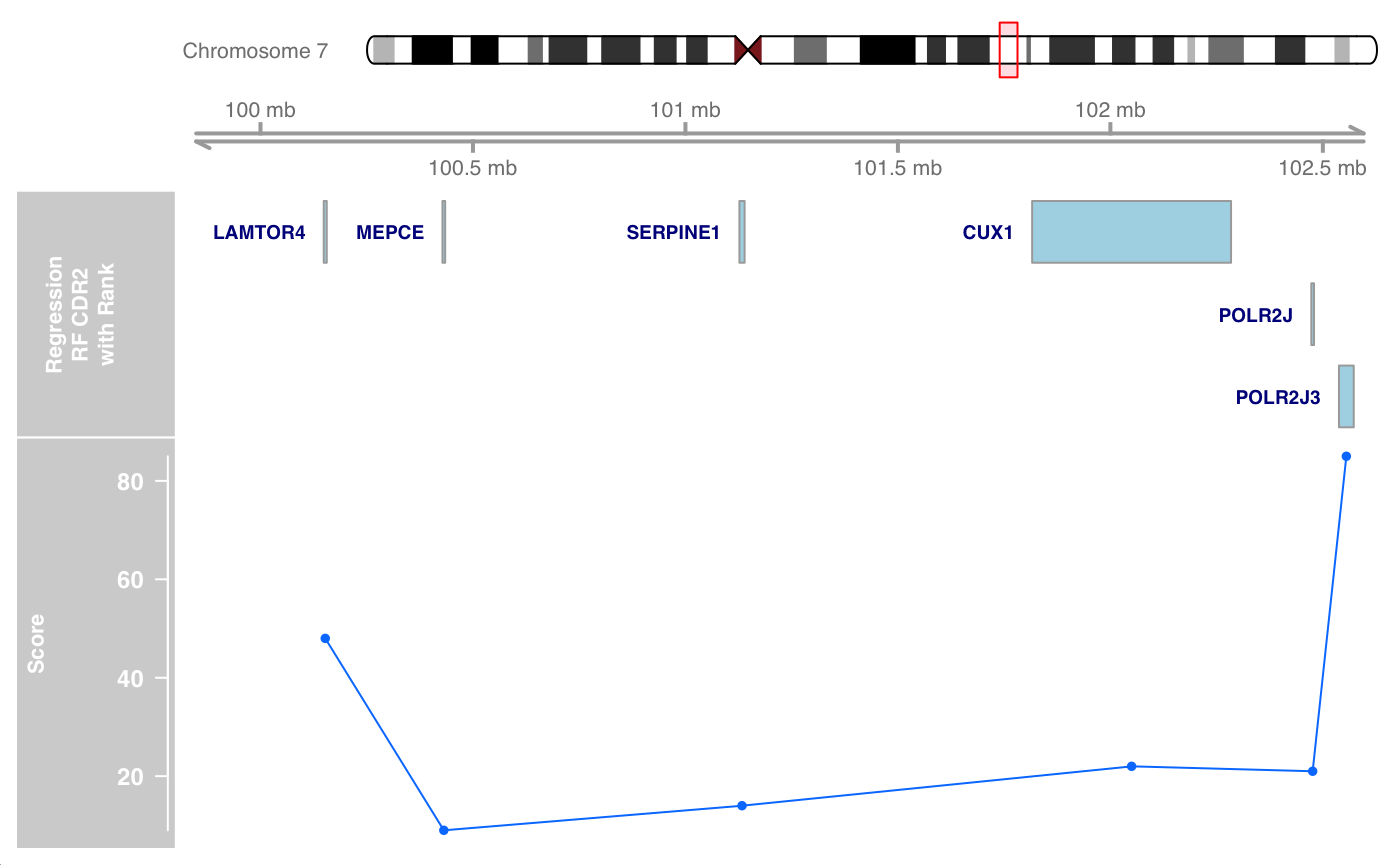 Chromosome 7
100 mb
101 mb
102 mb
100.5 mb
101.5 mb
102.5 mb
Regression
RF CDR2
with Rank
LAMTOR4
MEPCE
SERPINE1
CUX1
POLR2J
POLR2J3
Score
80
60
40
20